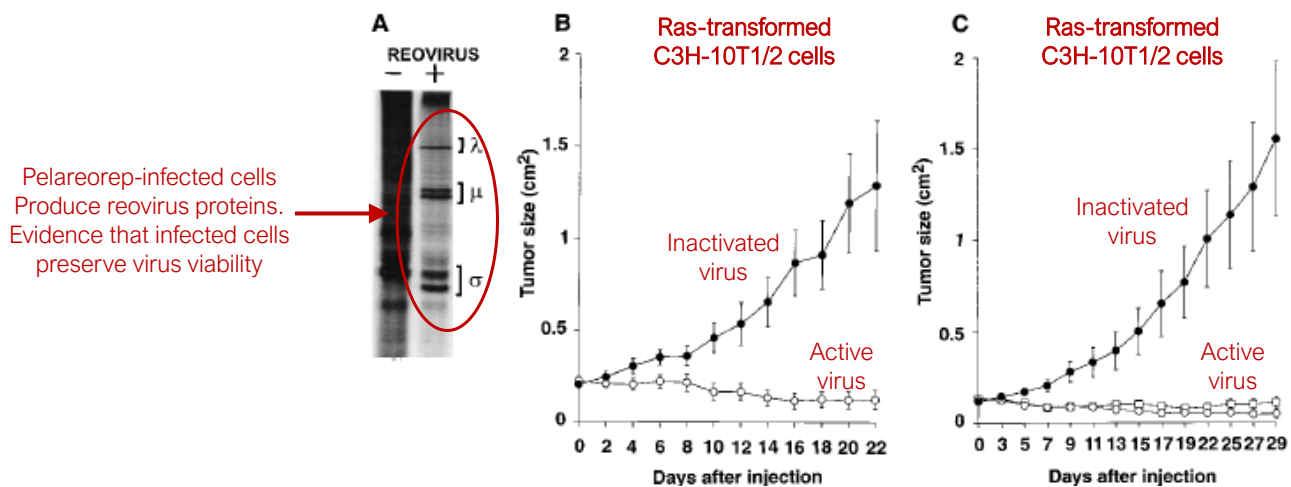 A
REOVIRUS
− +
λ
μ
σ
Pelareorep-infected cells
Produce reovirus proteins.
Evidence that infected cells
preserve virus viability
B
Ras-transformed
C3H-10T1/2 cells
Tumor size (cm2)
2
1.5
1
0.5
0
Inactivated
virus
Active
virus
0 2 4 6 8 10 12 14 16 18 20 22
Days after injection
C
Ras-transformed
C3H-10T1/2 cells
Tumor size (cm2)
2
1.5
1
0.5
0
Inactivated
virus
Active
virus
0 3 5 7 9 11 13 15 17 19 22 25 27 29
Days after injection